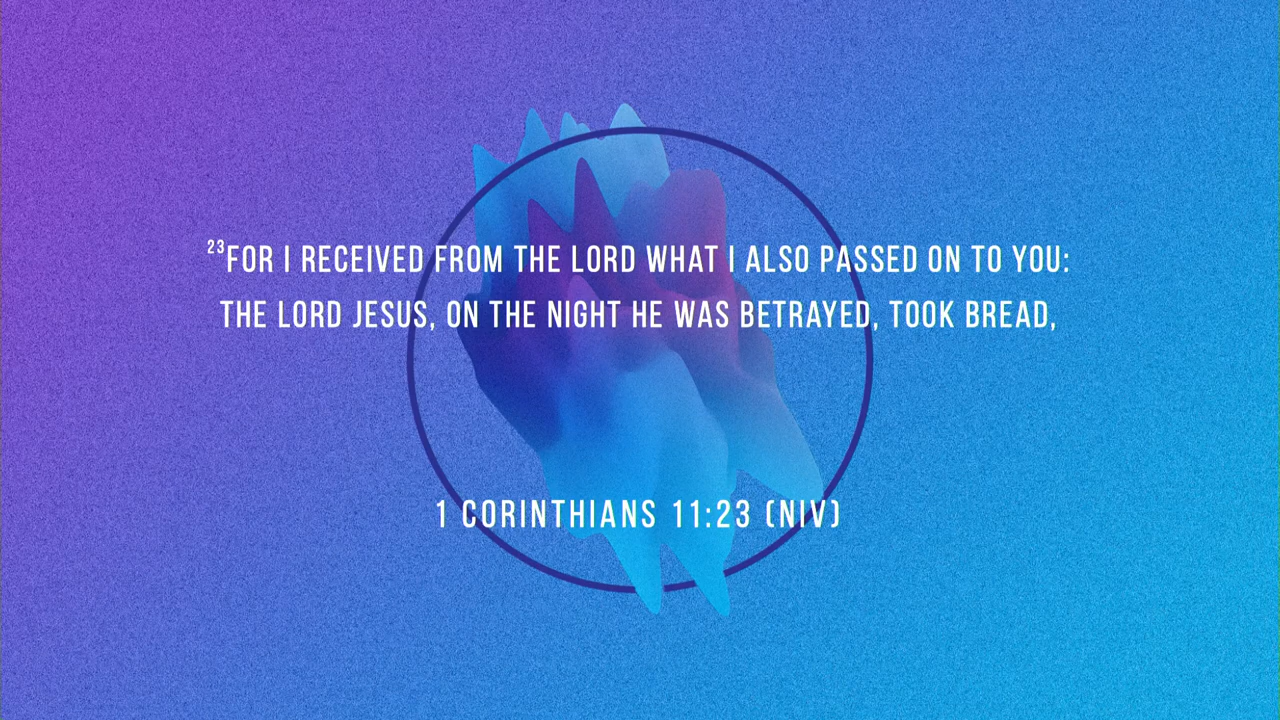 ²³FOR I RECEIVED FROM THE LORD WHAT I ALSO PASSED ON TO YOU:
THE LORD JESUS, ON THE NIGHT HE WAS BETRAYED, TOOK BREAD,
1 CORINTHIANS 11:23 (NIV)